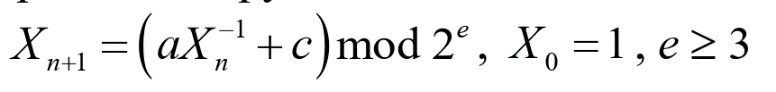 X_{n+1} = (aX_n^{-1} + c) mod 2^e , X_0 = 1 , e ≥ 3